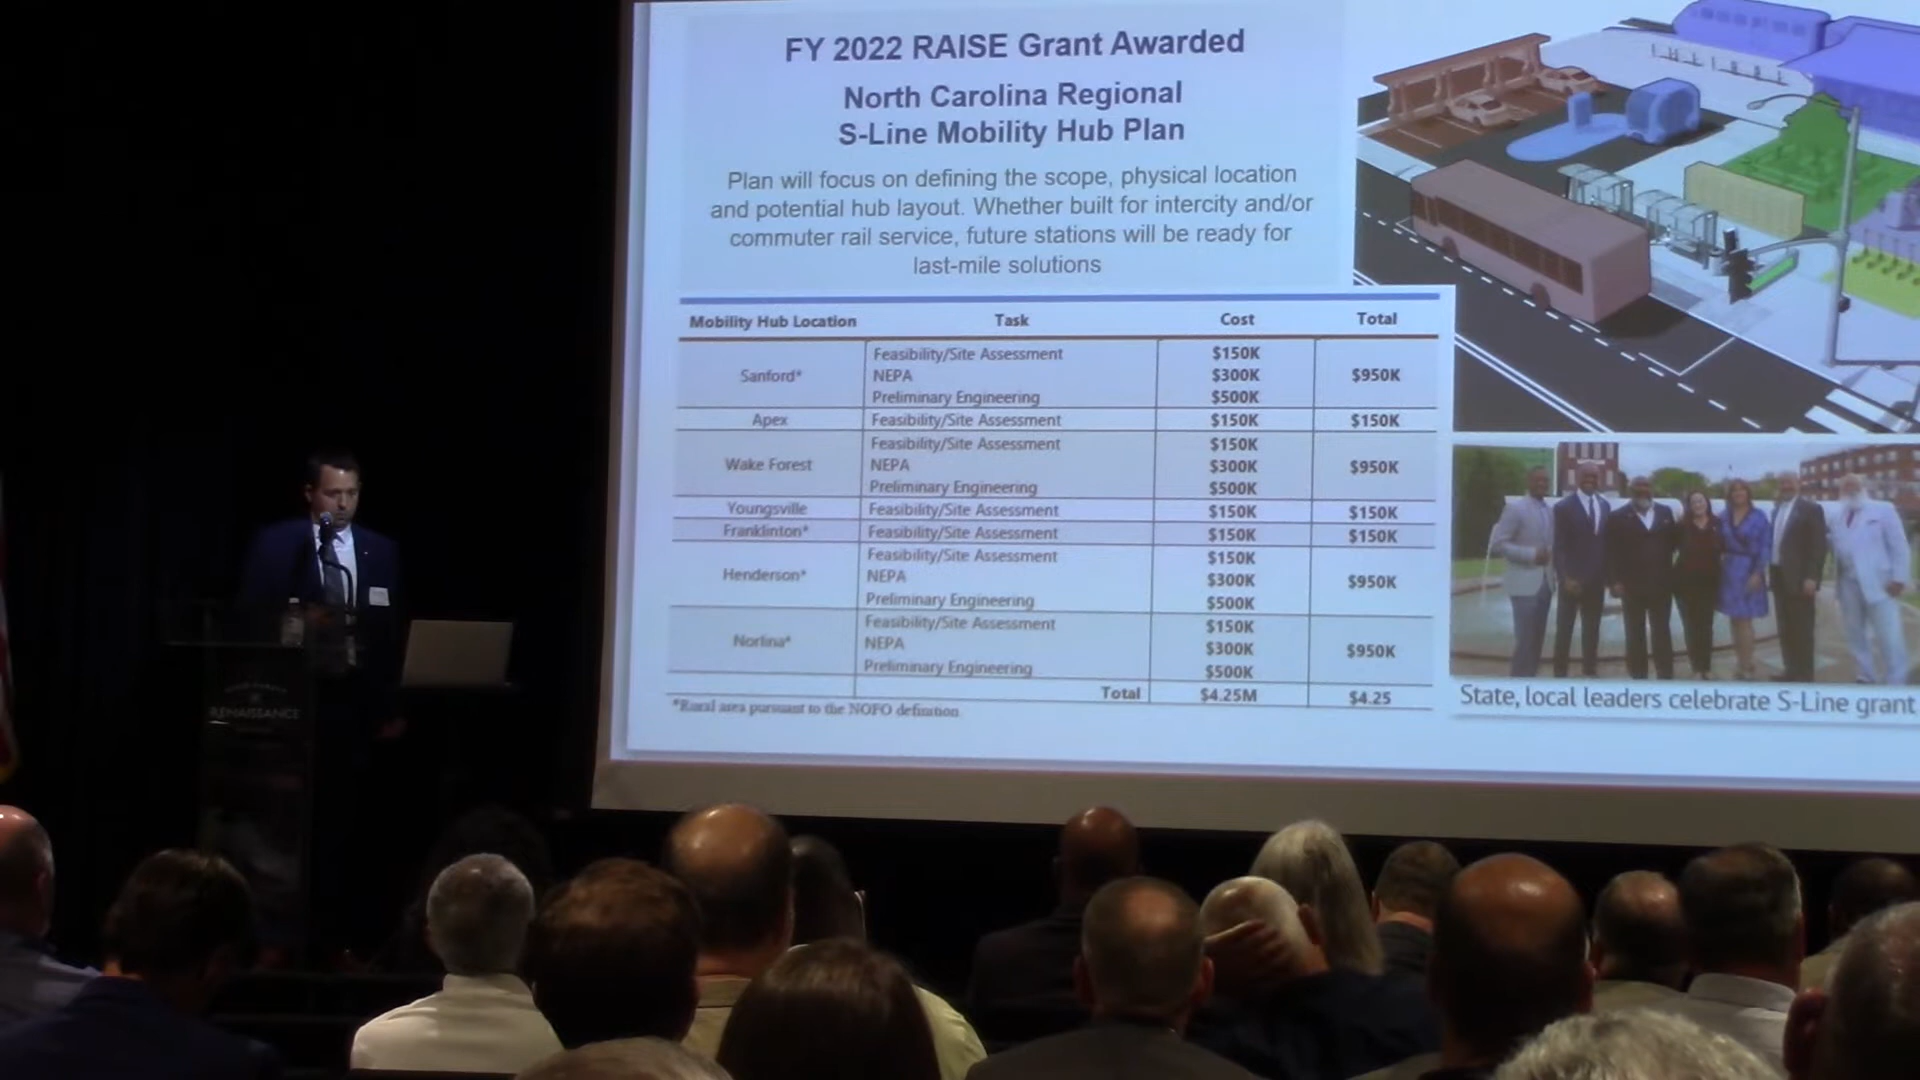 FY 2022 RAISE Grant Awarded
North Carolina Regional
S-Line Mobility Hub Plan
Plan will focus on defining the scope, physical location
and potential hub layout. Whether built for intercity and/or
commuter rail service, future stations will be ready for
last-mile solutions
Mobility Hub Location Task Cost Total
Feasibility/Site Assessment $150K
Sanford* NEPA $300K $950K
Preliminary Engineering $500K
Apex Feasibility/Site Assessment $150K $150K
Feasibility/Site Assessment $150K
Wake Forest NEPA $300K $950K
Preliminary Engineering $500K
Youngsville Feasibility/Site Assessment $150K $150K
Franklinton* Feasibility/Site Assessment $150K $150K
Feasibility/Site Assessment $150K
Henderson* NEPA $300K $950K
Preliminary Engineering $500K
Feasibility/Site Assessment $150K
Norlina* NEPA $300K $950K
Preliminary Engineering $500K
Total $4.25M $4.25
*Rural area pursuant to the NOFO definition
State, local leaders celebrate S-Line grant
RENAISSANCE